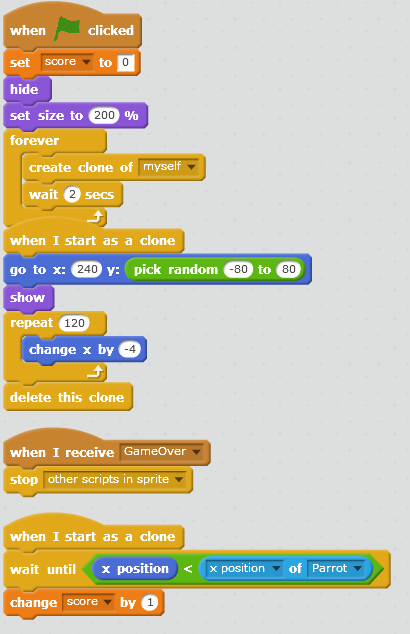 when clicked
set score to 0
hide
set size to 200 %
forever
create clone of myself
wait 2 secs
when I start as a clone
go to x: 240 y: pick random -80 to 80
show
repeat 120
change x by -4
delete this clone
when I receive GameOver
stop other scripts in sprite
when I start as a clone
wait until x position < x position of Parrot
change score by 1